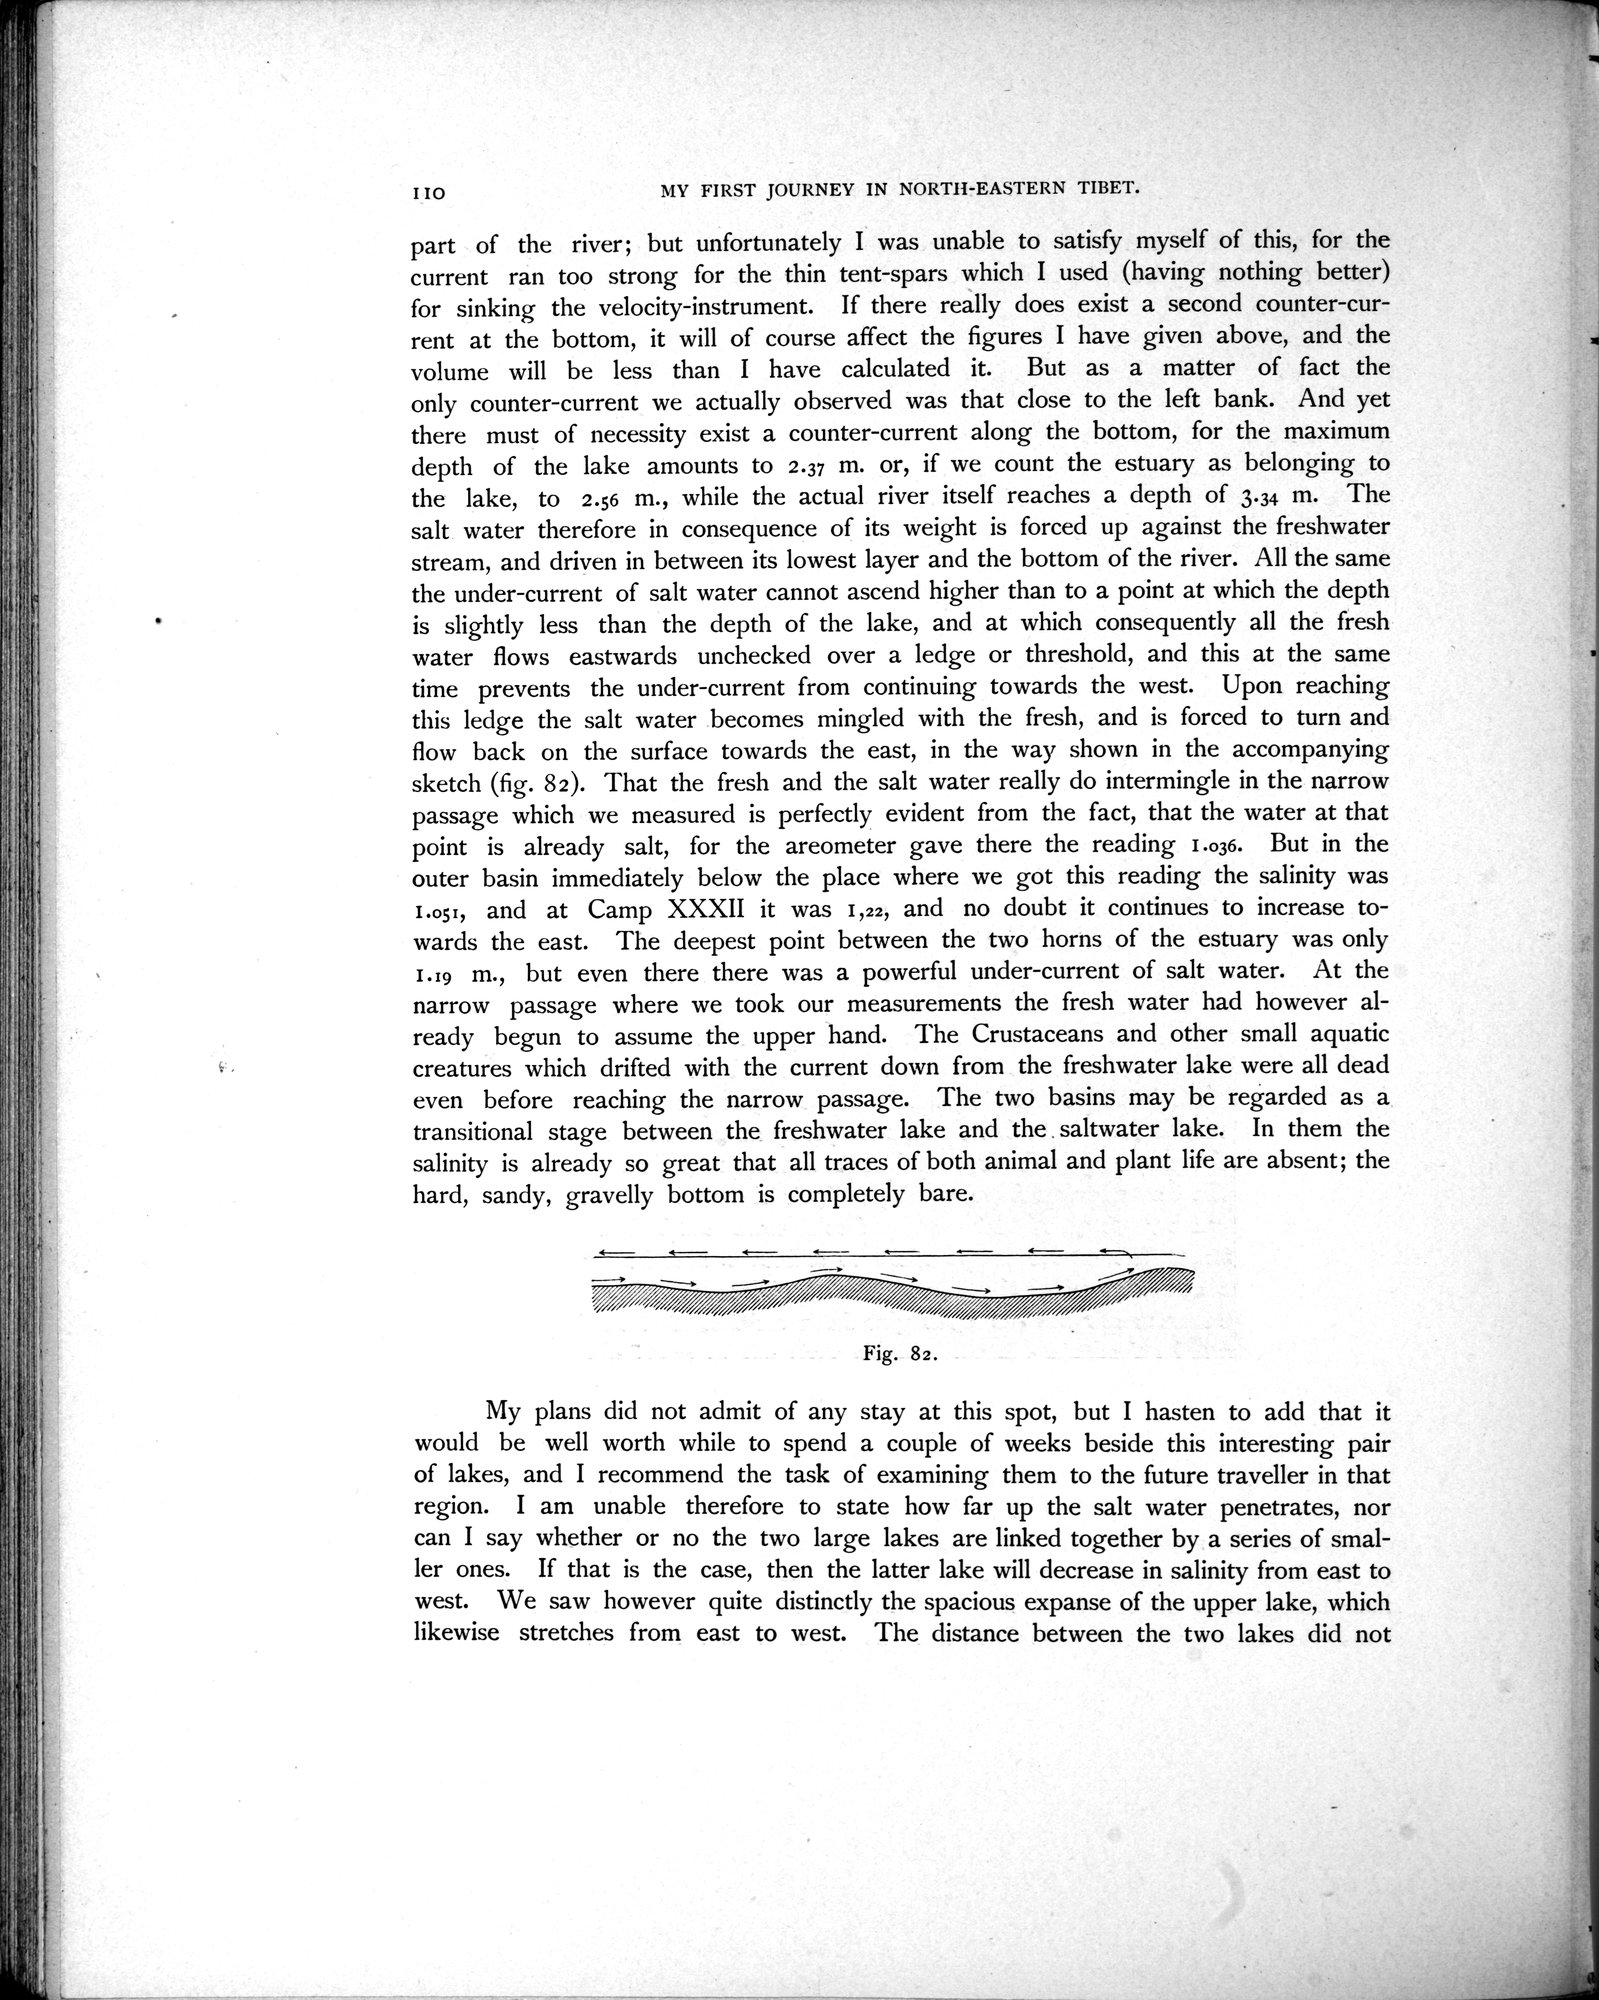 110 MY FIRST JOURNEY IN NORTH-EASTERN TIBET.
part of the river; but unfortunately I was unable to satisfy myself of this, for the
current ran too strong for the thin tent-spars which I used (having nothing better)
for sinking the velocity-instrument. If there really does exist a second counter-cur-
rent at the bottom, it will of course affect the figures I have given above, and the
volume will be less than I have calculated it. But as a matter of fact the
only counter-current we actually observed was that close to the left bank. And yet
there must of necessity exist a counter-current along the bottom, for the maximum
depth of the lake amounts to 2.37 m. or, if we count the estuary as belonging to
the lake, to 2.56 m., while the actual river itself reaches a depth of 3.34 m. The
salt water therefore in consequence of its weight is forced up against the freshwater
stream, and driven in between its lowest layer and the bottom of the river. All the same
the under-current of salt water cannot ascend higher than to a point at which the depth
is slightly less than the depth of the lake, and at which consequently all the fresh
water flows eastwards unchecked over a ledge or threshold, and this at the same
time prevents the under-current from continuing towards the west. Upon reaching
this ledge the salt water becomes mingled with the fresh, and is forced to turn and
flow back on the surface towards the east, in the way shown in the accompanying
sketch (fig. 82). That the fresh and the salt water really do intermingle in the narrow
passage which we measured is perfectly evident from the fact, that the water at that
point is already salt, for the areometer gave there the reading 1.036. But in the
outer basin immediately below the place where we got this reading the salinity was
1.051, and at Camp XXXII it was 1,22, and no doubt it continues to increase to-
wards the east. The deepest point between the two horns of the estuary was only
1.19 m., but even there there was a powerful under-current of salt water. At the
narrow passage where we took our measurements the fresh water had however al-
ready begun to assume the upper hand. The Crustaceans and other small aquatic
creatures which drifted with the current down from the freshwater lake were all dead
even before reaching the narrow passage. The two basins may be regarded as a
transitional stage between the freshwater lake and the saltwater lake. In them the
salinity is already so great that all traces of both animal and plant life are absent; the
hard, sandy, gravelly bottom is completely bare.
Fig. 82.
My plans did not admit of any stay at this spot, but I hasten to add that it
would be well worth while to spend a couple of weeks beside this interesting pair
of lakes, and I recommend the task of examining them to the future traveller in that
region. I am unable therefore to state how far up the salt water penetrates, nor
can I say whether or no the two large lakes are linked together by a series of smal-
ler ones. If that is the case, then the latter lake will decrease in salinity from east to
west. We saw however quite distinctly the spacious expanse of the upper lake, which
likewise stretches from east to west. The distance between the two lakes did not